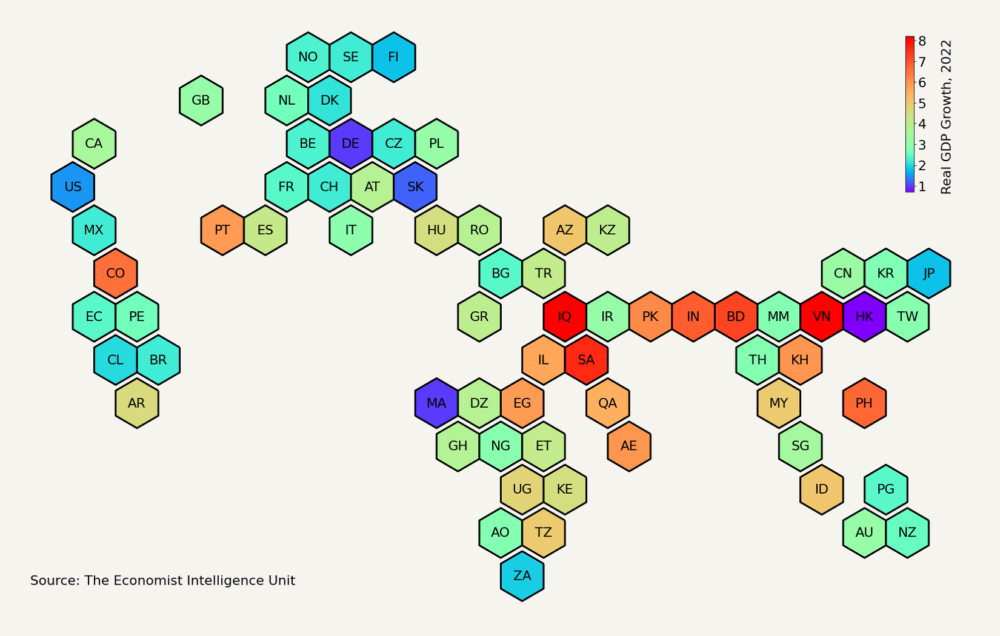 NO SE FI
GB NL DK
CA BE DE CZ PL
US FR CH AT SK
MX PT ES IT HU RO AZ KZ
CO BG TR CN KR JP
EC PE GR IQ IR PK IN BD MM VN HK TW
CL BR IL SA TH KH
AR MA DZ EG QA MY PH
GH NG ET AE SG
UG KE ID PG
AO TZ AU NZ
ZA
8
7
6
5
4
3
2
1
Real GDP Growth, 2022
Source: The Economist Intelligence Unit